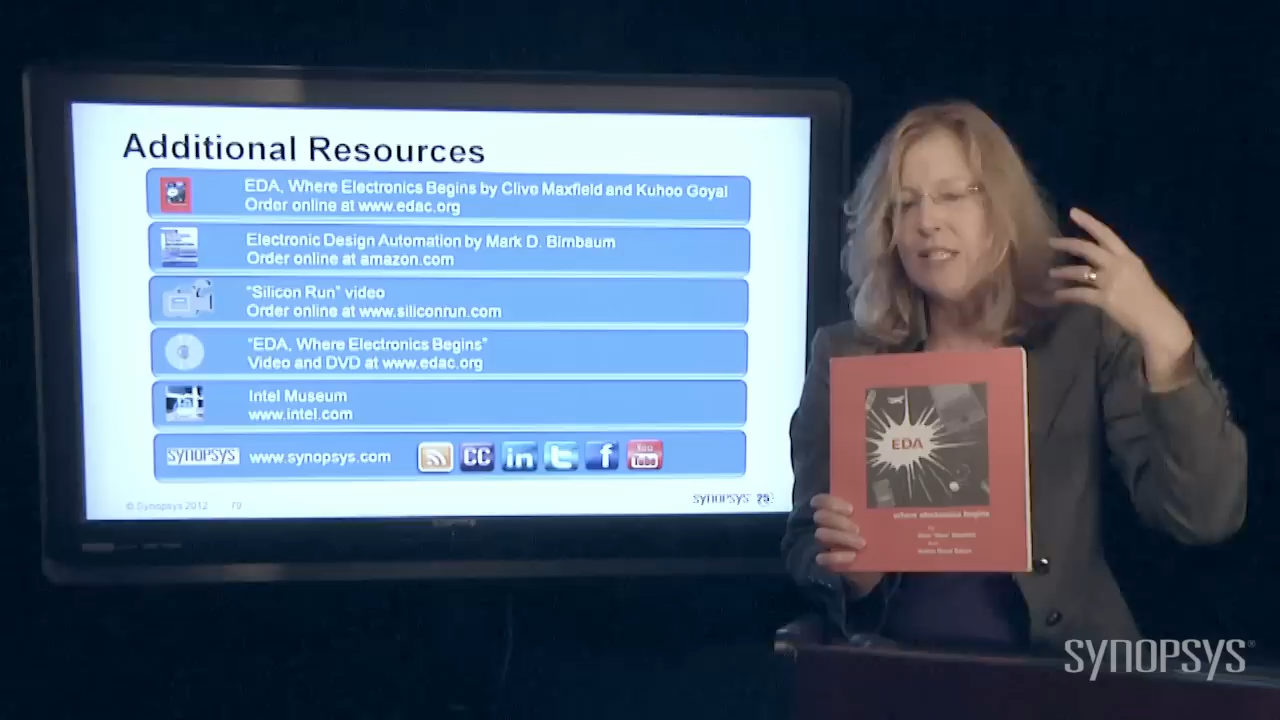 Additional Resources
EDA, Where Electronics Begins by Clive Maxfield and Kuhoo Goyal
Order online at www.edac.org
Electronic Design Automation by Mark D. Birnbaum
Order online at amazon.com
“Silicon Run” video
Order online at www.siliconrun.com
“EDA, Where Electronics Begins”
Video and DVD at www.edac.org
Intel Museum
www.intel.com
SYNOPSYS www.synopsys.com CC in t f You Tube
© Synopsys 2012 70
SYNOPSYS 25
EDA
where electronics begins
by
SYNOPSYS®